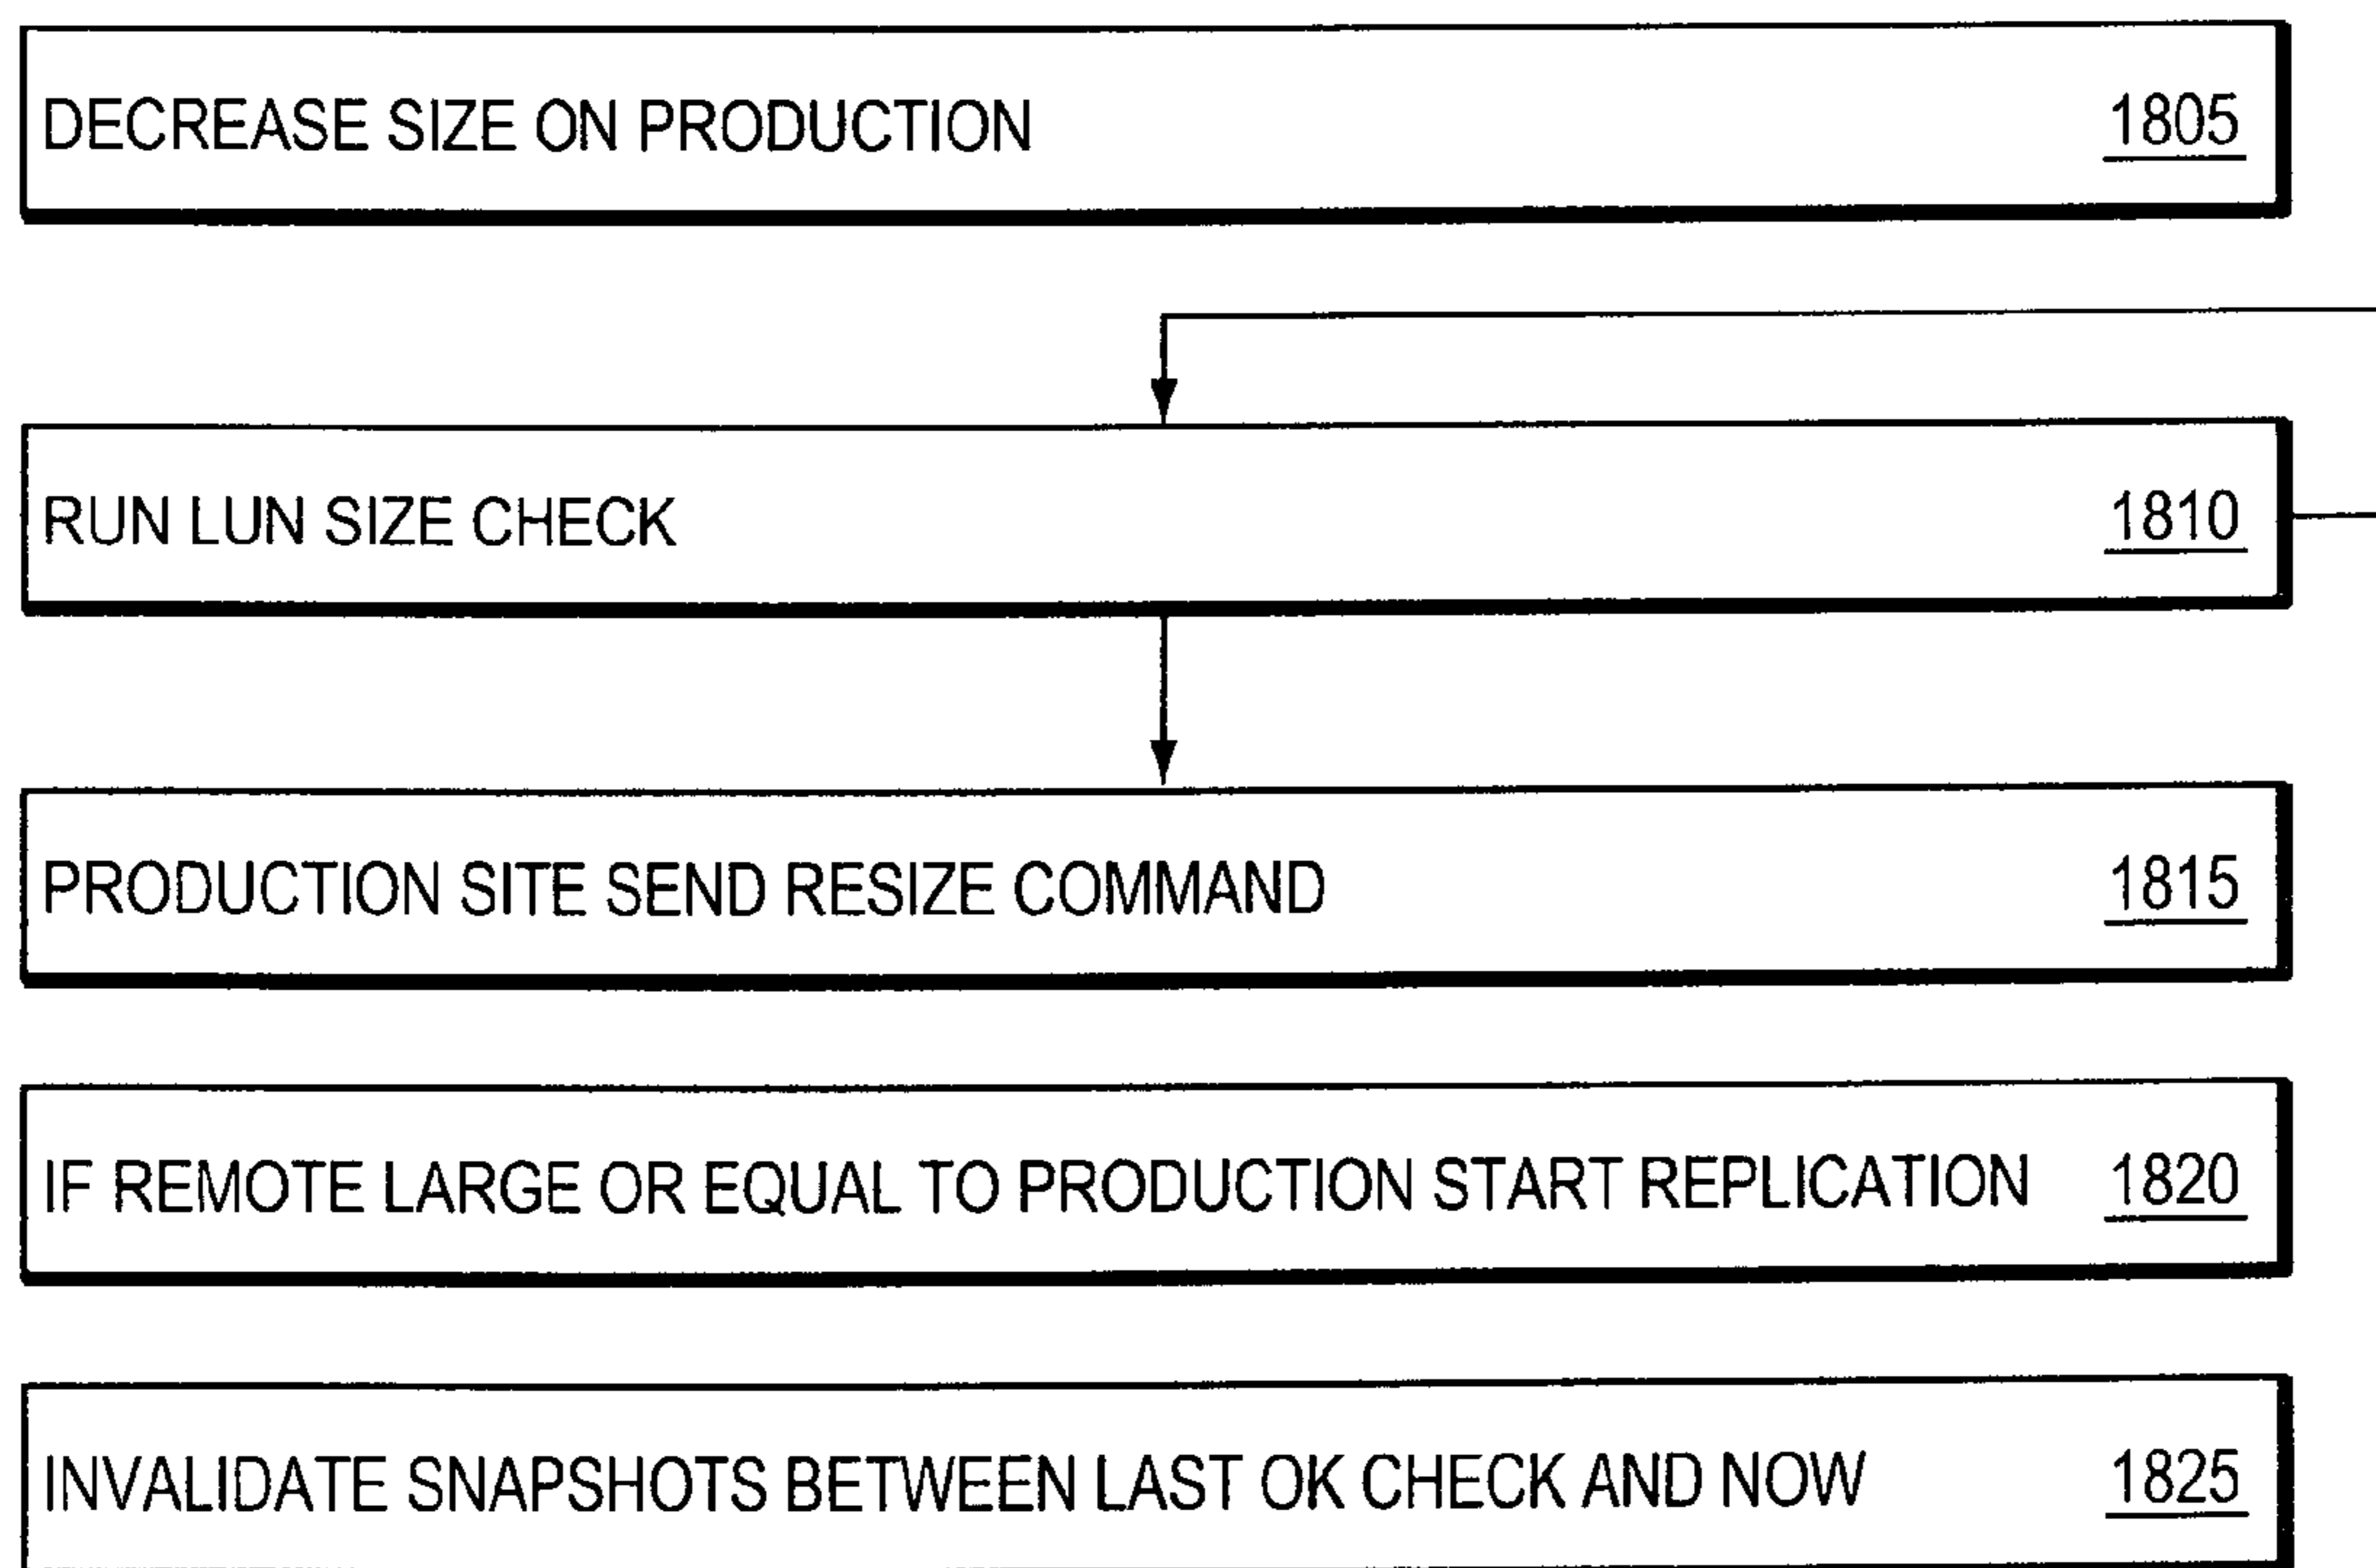 DECREASE SIZE ON PRODUCTION 1805
RUN LUN SIZE CHECK 1810
PRODUCTION SITE SEND RESIZE COMMAND 1815
IF REMOTE LARGE OR EQUAL TO PRODUCTION START REPLICATION 1820
INVALIDATE SNAPSHOTS BETWEEN LAST OK CHECK AND NOW 1825